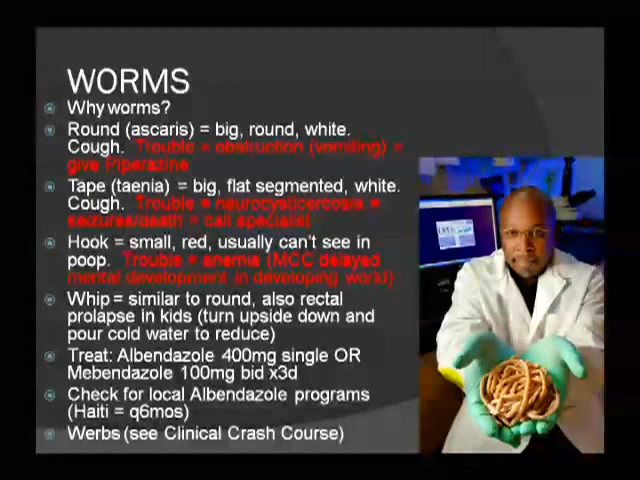 WORMS
Why worms?
Round (ascaris) = big, round, white.
Cough. Trouble = obstruction (vomiting) =
give Piperazine
Tape (taenia) = big, flat segmented, white.
Cough. Trouble = neurocysticercosis =
seizures/death = call specialist
Hook = small, red, usually can't see in
poop. Trouble = anemia (MCC delayed
mental development in developing world)
Whip = similar to round, also rectal
prolapse in kids (turn upside down and
pour cold water to reduce)
Treat: Albendazole 400mg single OR
Mebendazole 100mg bid x3d
Check for local Albendazole programs
(Haiti = q6mos)
Werbs (see Clinical Crash Course)